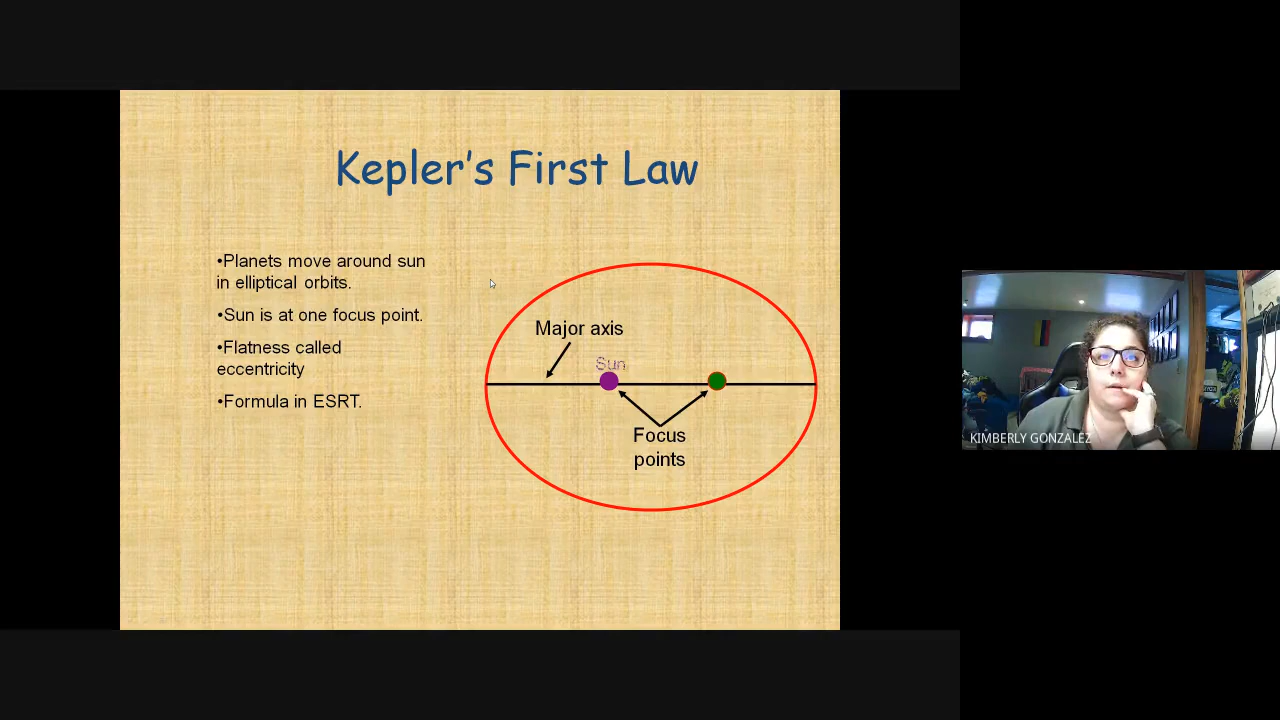 Kepler's First Law
•Planets move around sun
in elliptical orbits.
•Sun is at one focus point.
•Flatness called
eccentricity
•Formula in ESRT.
Major axis
Sun
Focus
points
KIMBERLY GONZALEZ